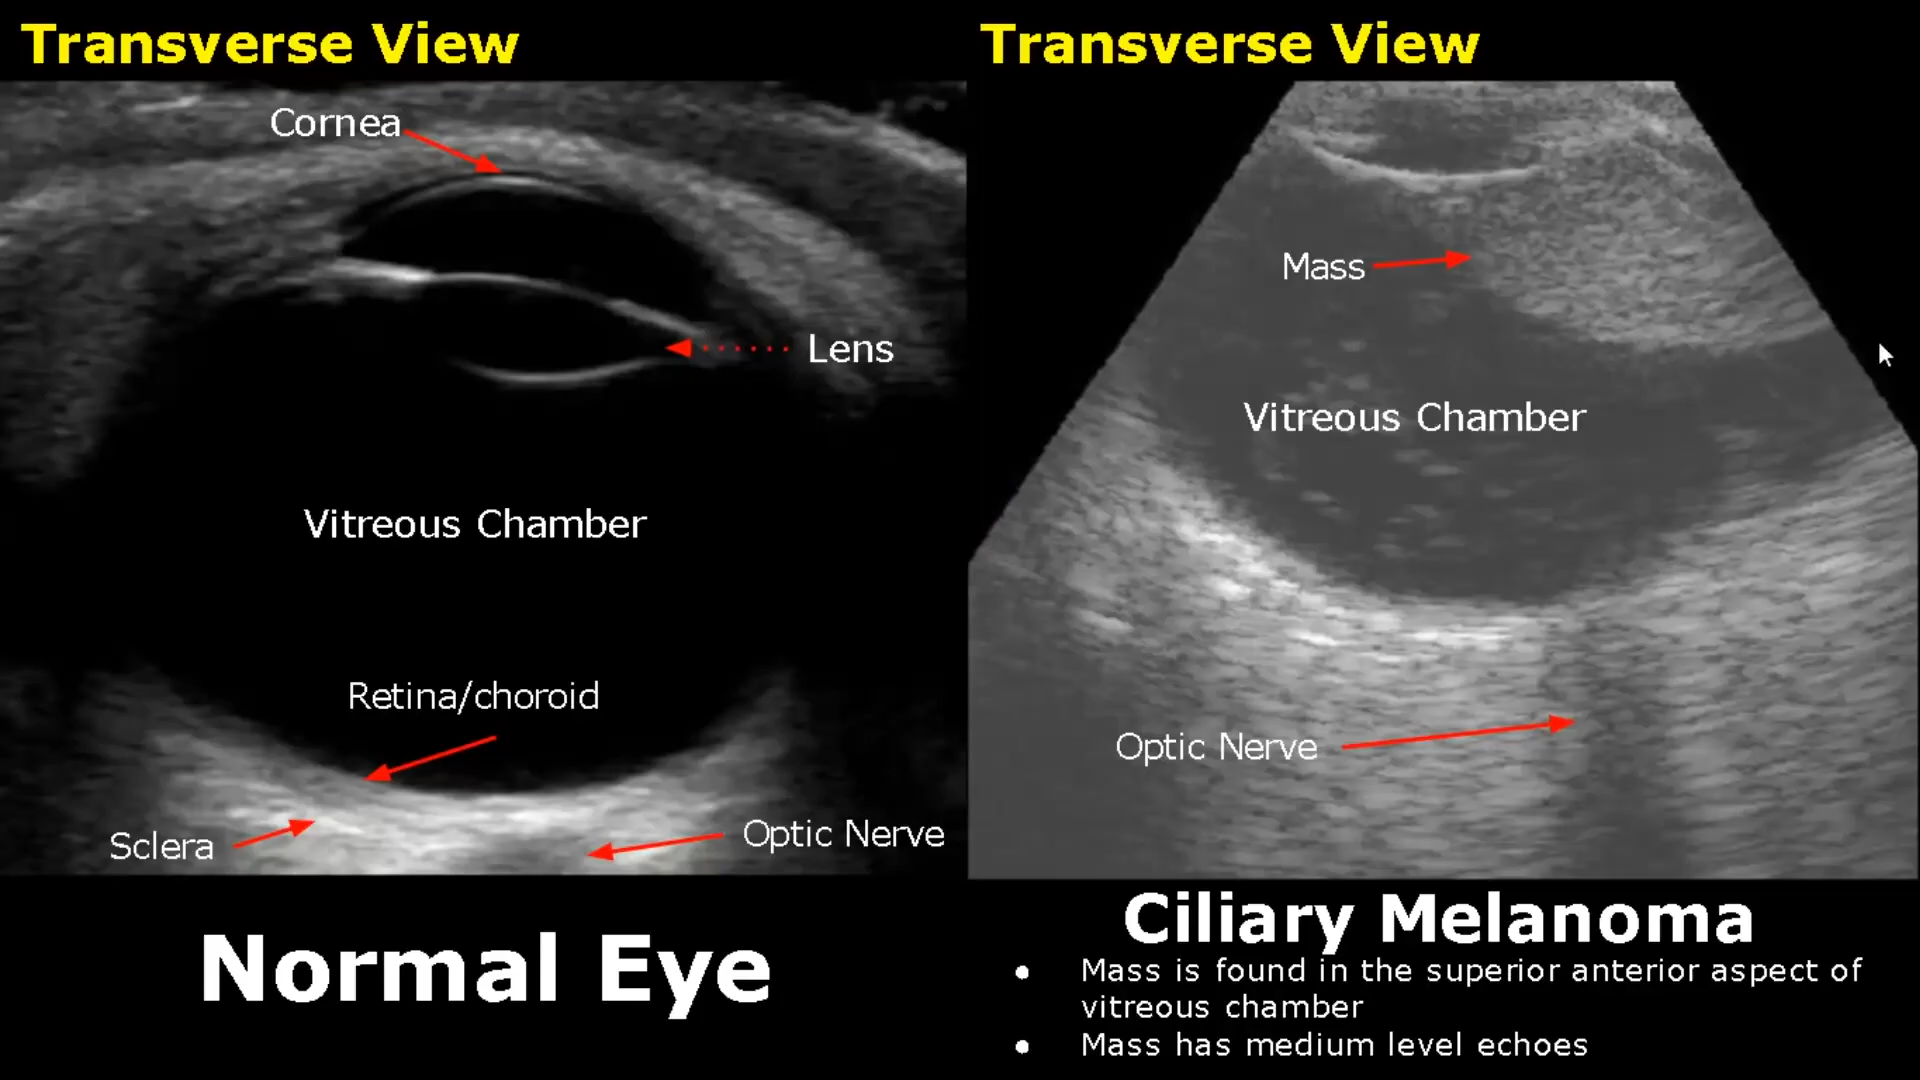 Transverse View
Cornea
Lens
Vitreous Chamber
Retina/choroid
Sclera
Optic Nerve
Normal Eye
Transverse View
Mass
Vitreous Chamber
Optic Nerve
Ciliary Melanoma
• Mass is found in the superior anterior aspect of
vitreous chamber
• Mass has medium level echoes